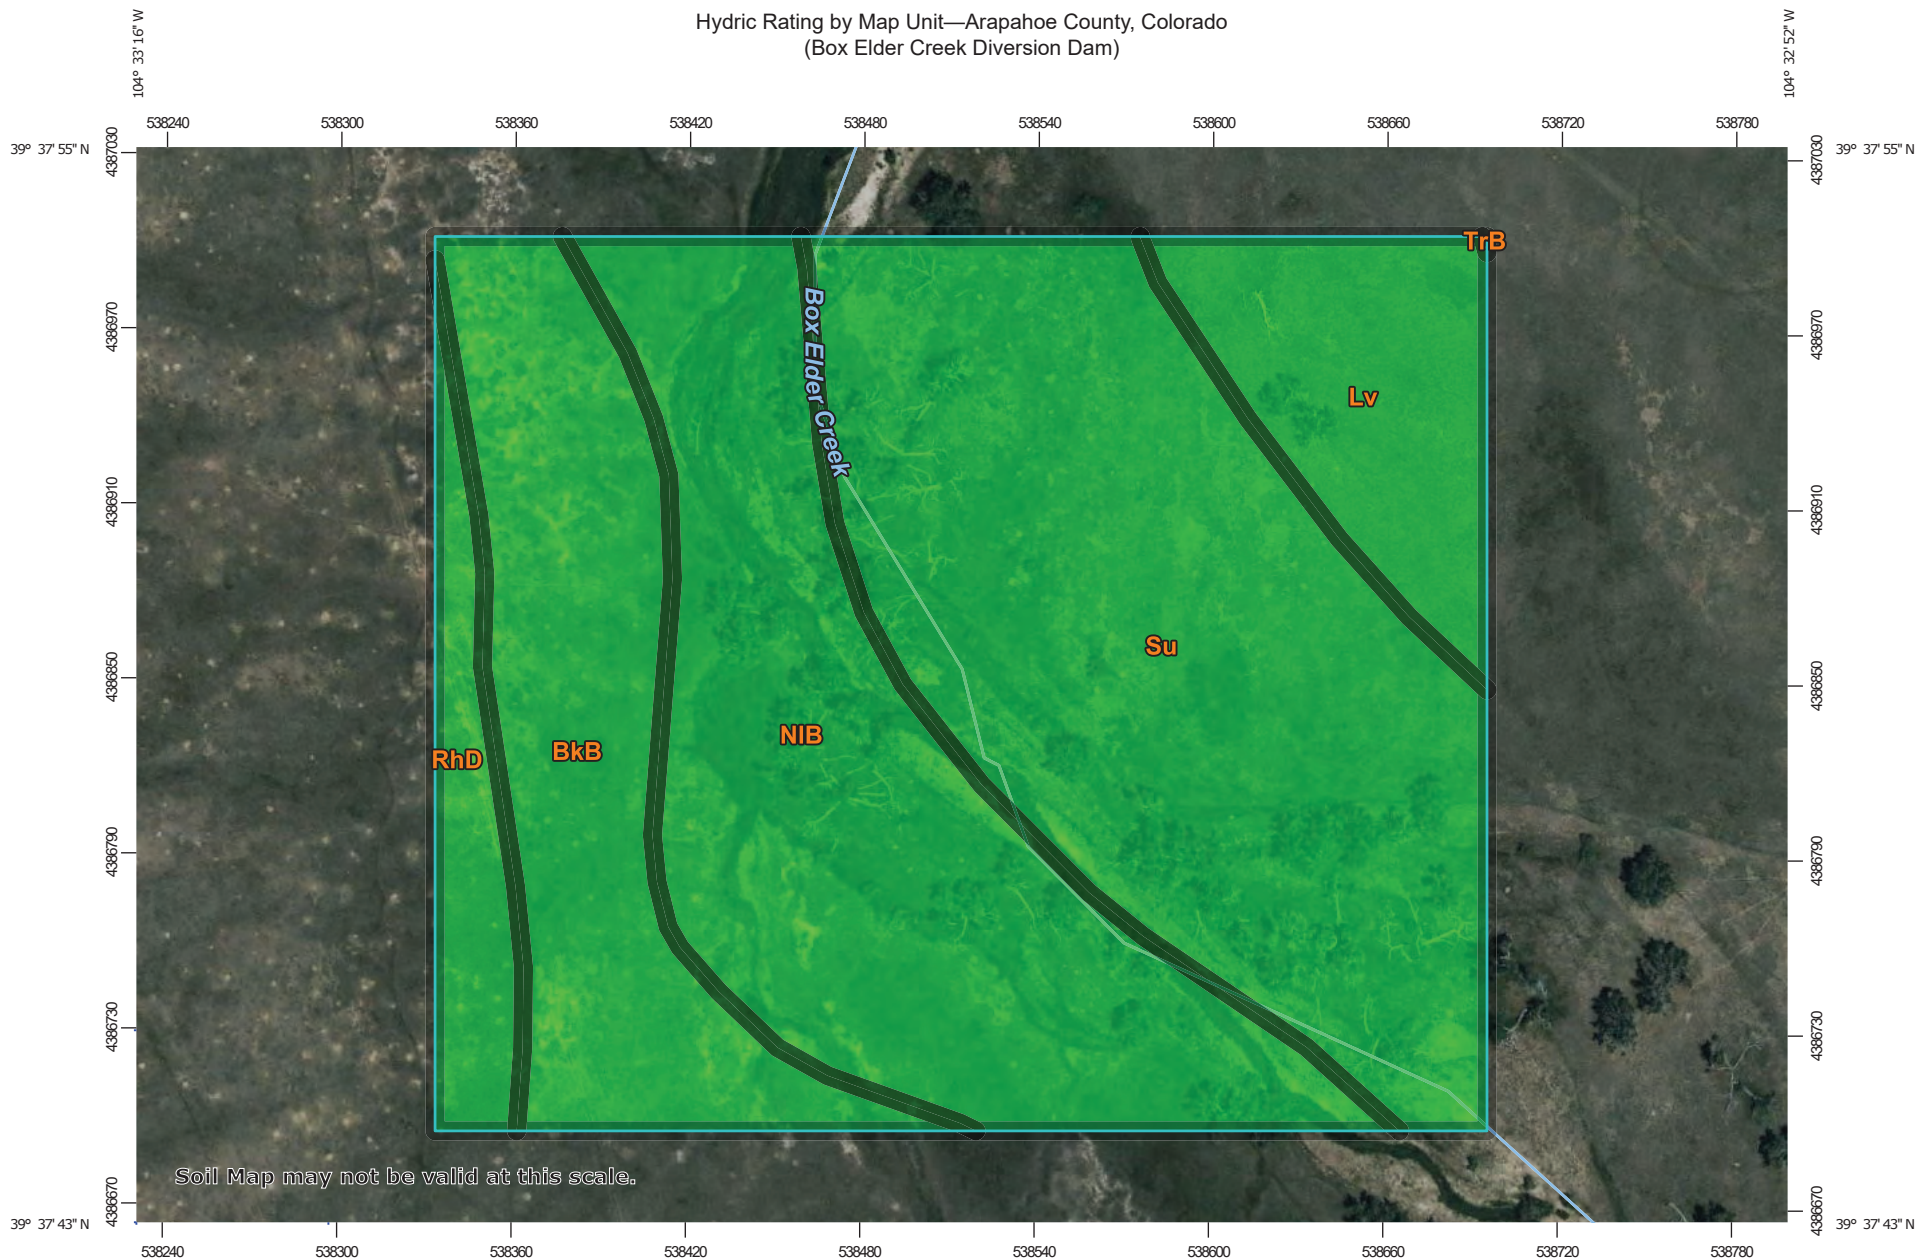 Hydric Rating by Map Unit—Arapahoe County, Colorado
(Box Elder Creek Diversion Dam)
104° 33' 16" W
104° 32' 52" W
538240 538300 538360 538420 538480 538540 538600 538660 538720 538780
39° 37' 55" N
39° 37' 55" N
4387030
4387030
TrB
4386970
4386970
Box Elder Creek
Lv
4386910
4386910
Su
4386850
4386850
NlB
BkB
RhD
4386790
4386790
4386730
4386730
Soil Map may not be valid at this scale.
4386670
4386670
39° 37' 43" N
39° 37' 43" N
538240 538300 538360 538420 538480 538540 538600 538660 538720 538780